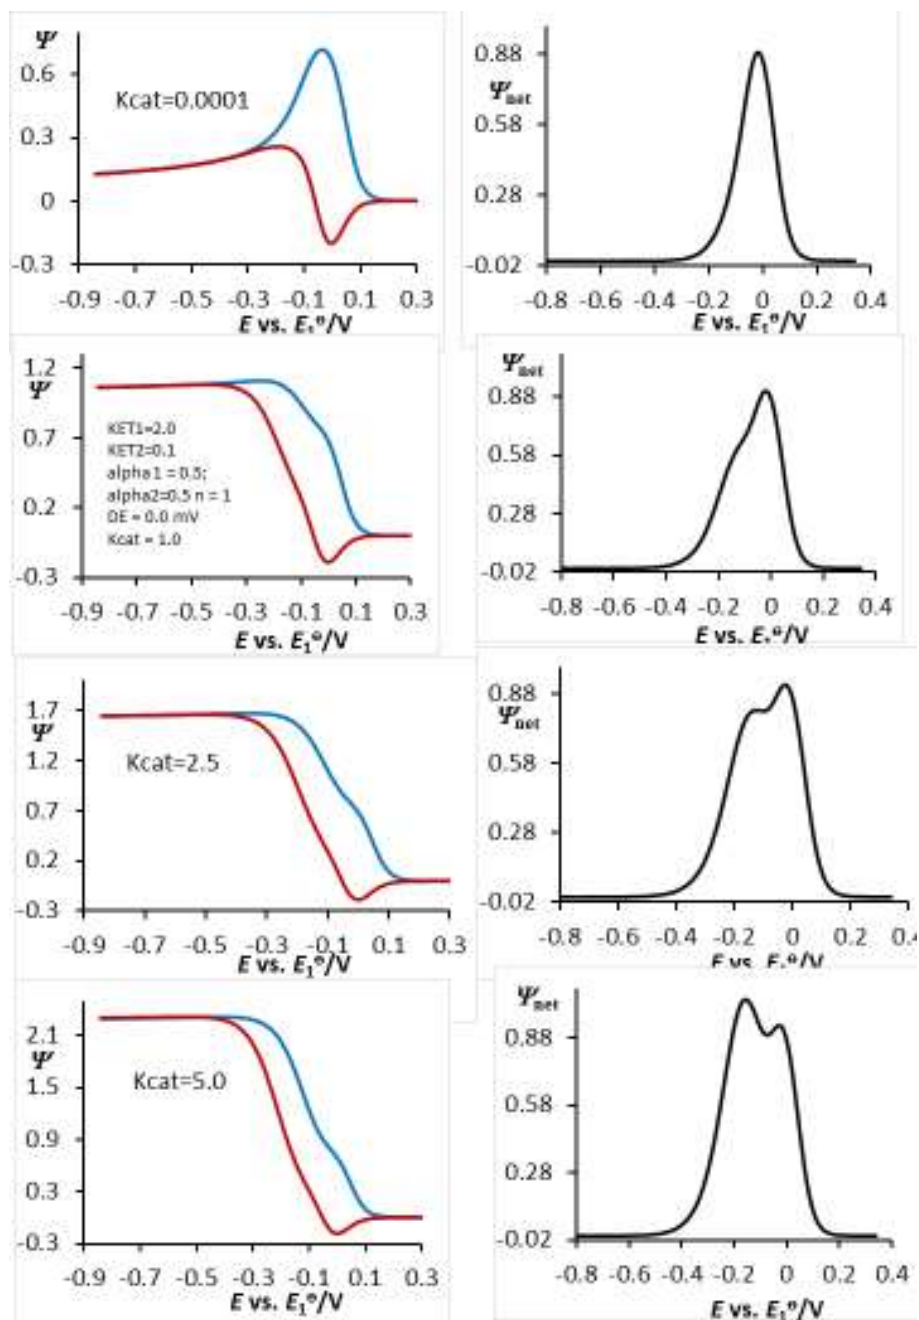 Ψ
0.6
0.3
0
-0.3
Kcat=0.0001
-0.9 -0.7 -0.5 -0.3 -0.1 0.1 0.3
E vs. E₁ᶱ/V
0.88
Ψnet
0.58
0.28
-0.02
-0.8 -0.6 -0.4 -0.2 0 0.2 0.4
E vs. E₁ᶱ/V
1.2
Ψ
0.7
0.2
-0.3
KET1=2.0
KET2=0.1
alpha1 = 0.5;
alpha2=0.5 n = 1
DE = 0.0 mV
Kcat = 1.0
-0.9 -0.7 -0.5 -0.3 -0.1 0.1 0.3
E vs. E₁ᶱ/V
Ψnet
0.88
0.58
0.28
-0.02
-0.8 -0.6 -0.4 -0.2 0 0.2 0.4
E vs. E₁ᶱ/V
1.7
Ψ
1.2
0.7
0.2
-0.3
Kcat=2.5
-0.9 -0.7 -0.5 -0.3 -0.1 0.1 0.3
E vs. E₁ᶱ/V
0.88
Ψnet
0.58
0.28
-0.02
-0.8 -0.6 -0.4 -0.2 0 0.2 0.4
E vs. E₁ᶱ/V
2.1
Ψ
1.5
0.9
0.3
-0.3
Kcat=5.0
-0.9 -0.7 -0.5 -0.3 -0.1 0.1 0.3
E vs. E₁ᶱ/V
Ψnet
0.88
0.58
0.28
-0.02
-0.8 -0.6 -0.4 -0.2 0 0.2 0.4
E vs. E₁ᶱ/V